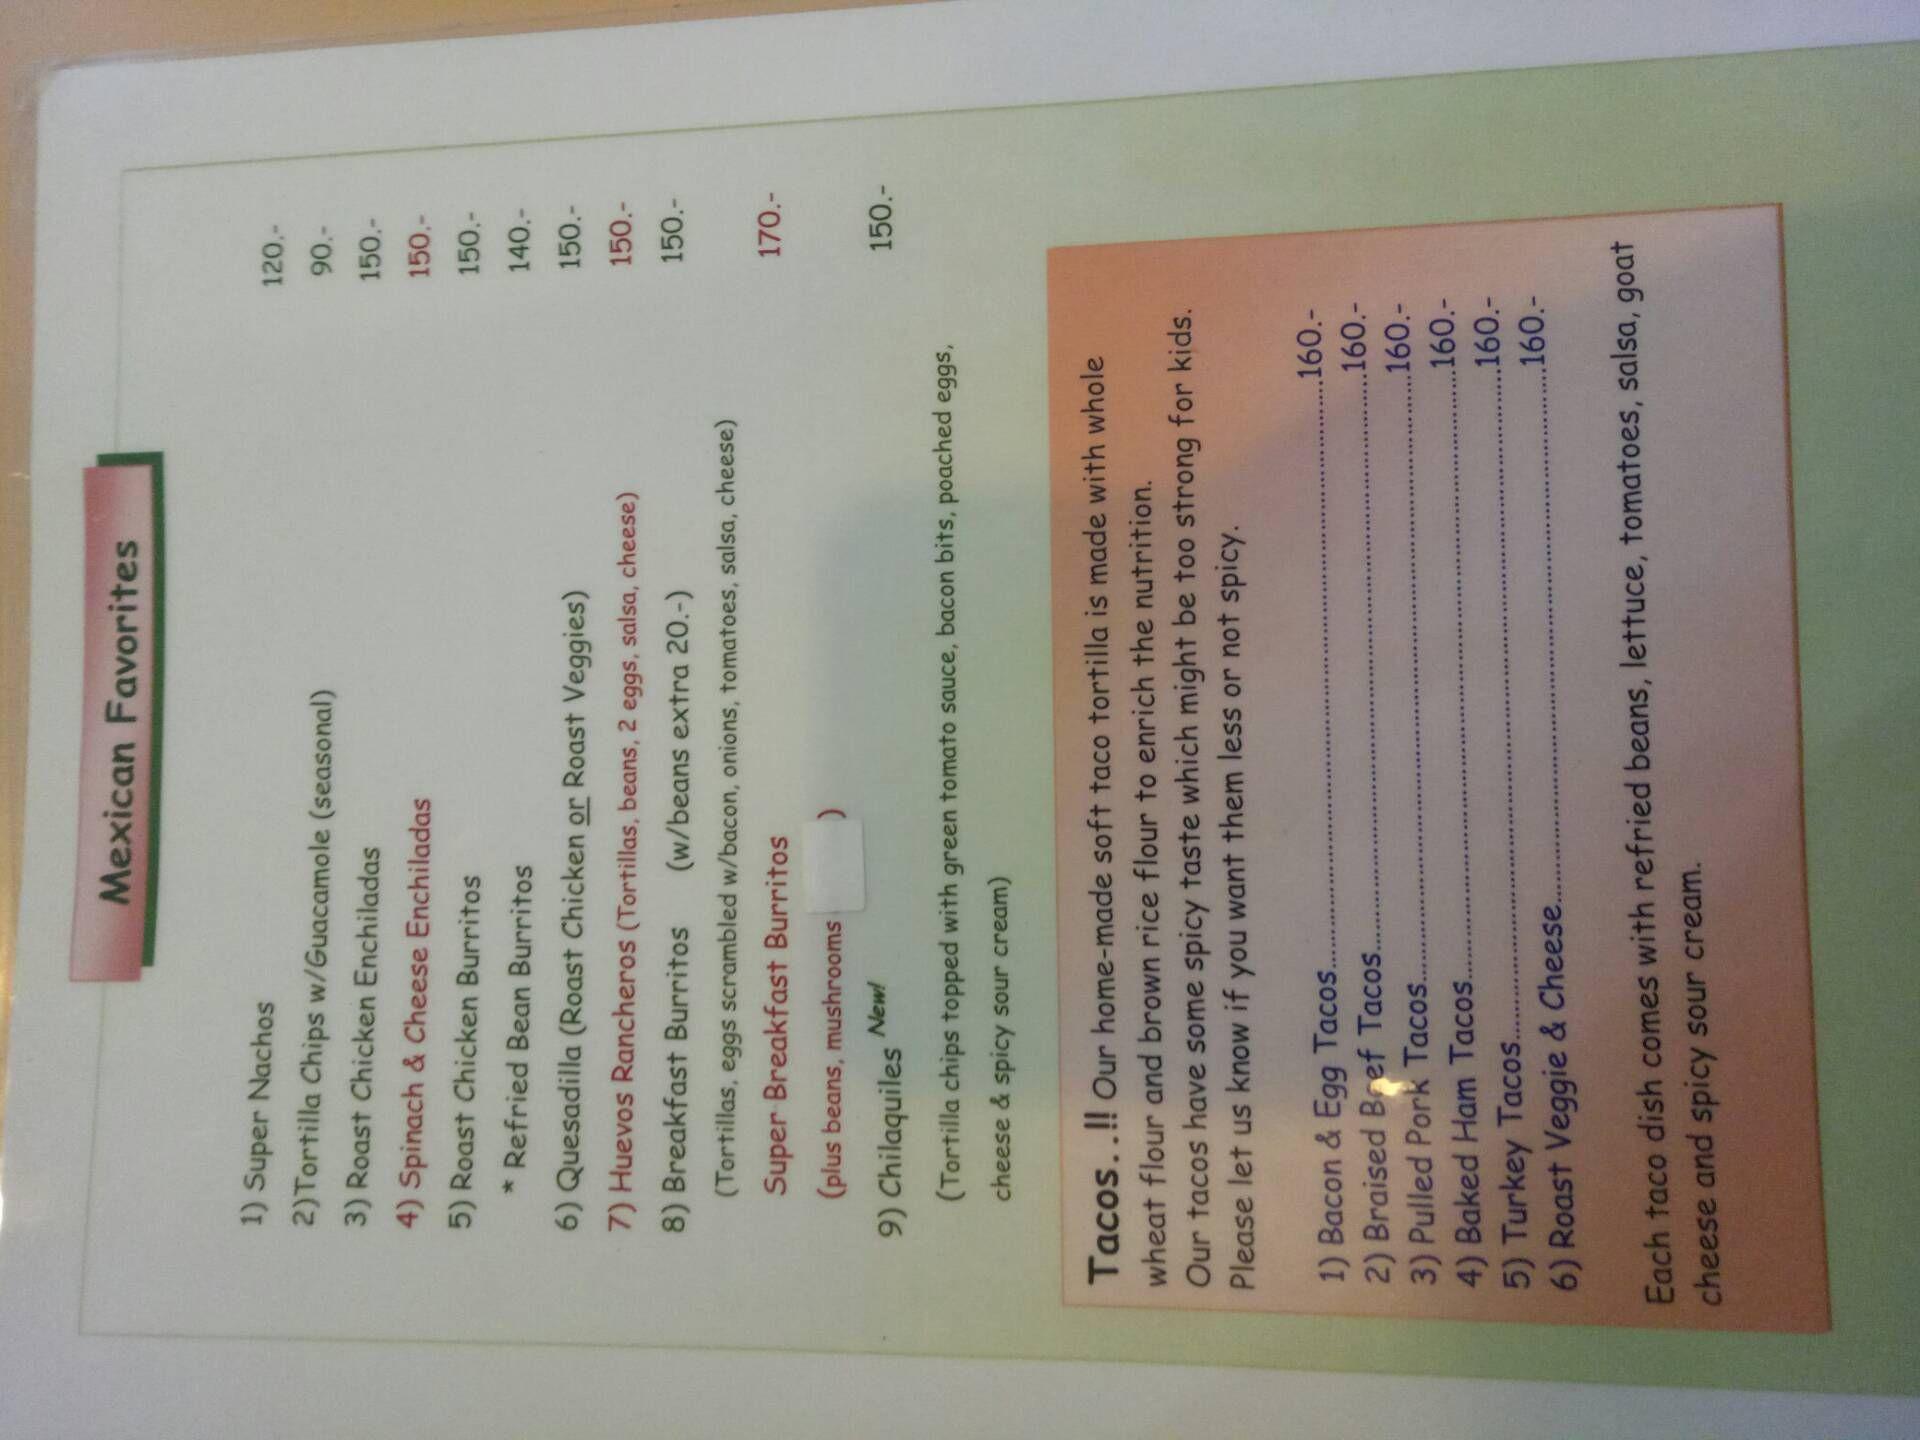 Mexican Favorites
1) Super Nachos 120.-
2)Tortilla Chips w/Guacamole (seasonal) 90.-
3) Roast Chicken Enchiladas 150.-
4) Spinach & Cheese Enchiladas 150.-
5) Roast Chicken Burritos 150.-
* Refried Bean Burritos 140.-
6) Quesadilla (Roast Chicken or Roast Veggies) 150.-
7) Huevos Rancheros (Tortillas, beans, 2 eggs, salsa, cheese) 150.-
8) Breakfast Burritos (w/beans extra 20.-) 150.-
(Tortillas, eggs scrambled w/bacon, onions, tomatoes, salsa, cheese)
Super Breakfast Burritos 170.-
(plus beans, mushrooms )
9) Chilaquiles New! 150.-
(Tortilla chips topped with green tomato sauce, bacon bits, poached eggs,
cheese & spicy sour cream)
Tacos..!!! Our home-made soft taco tortilla is made with whole
wheat flour and brown rice flour to enrich the nutrition.
Our tacos have some spicy taste which might be too strong for kids.
Please let us know if you want them less or not spicy.
1) Bacon & Egg Tacos..........160.-
2) Braised Beef Tacos..........160.-
3) Pulled Pork Tacos..........160.-
4) Baked Ham Tacos..........160.-
5) Turkey Tacos..........160.-
6) Roast Veggie & Cheese..........160.-
Each taco dish comes with refried beans, lettuce, tomatoes, salsa, goat
cheese and spicy sour cream.